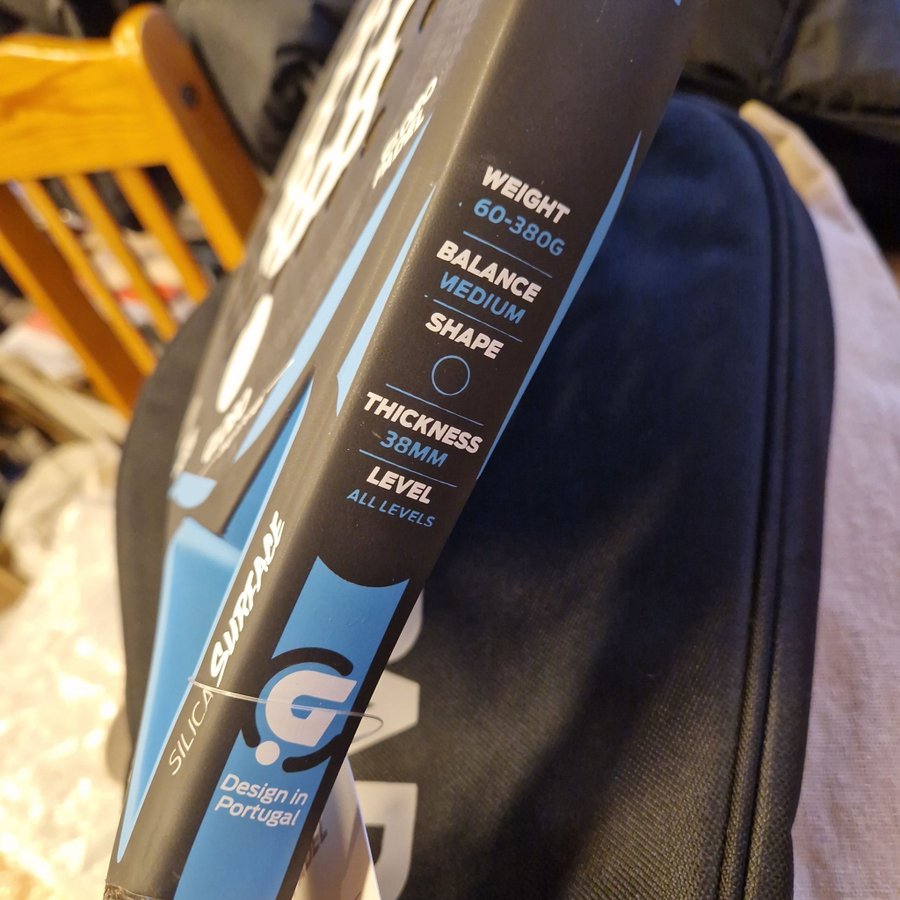 WEIGHT
60-380G
BALANCE
MEDIUM
SHAPE
THICKNESS
38MM
LEVEL
ALL LEVELS
SILICA SURFACE
Design in
Portugal